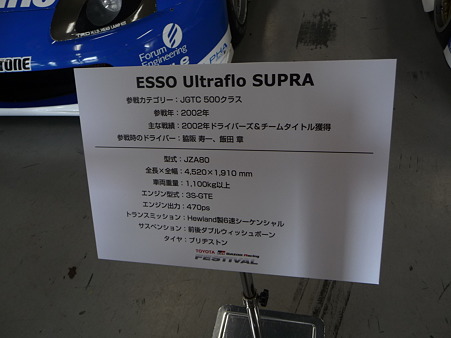 TRD
Forum
Engineering
TONE
ESSO Ultraflo SUPRA
参戦カテゴリー：JGTC 500クラス
参戦年：2002年
主な戦績：2002年ドライバーズ&チームタイトル獲得
参戦時のドライバー：脇阪 寿一、飯田 章
型式：JZA80
全長×全幅：4,520×1,910 mm
車両重量：1,100kg以上
エンジン型式：3S-GTE
エンジン出力：470ps
トランスミッション：Hewland製6速シーケンシャル
サスペンション：前後ダブルウィッシュボーン
タイヤ：ブリヂストン
TOYOTA
FESTIVAL